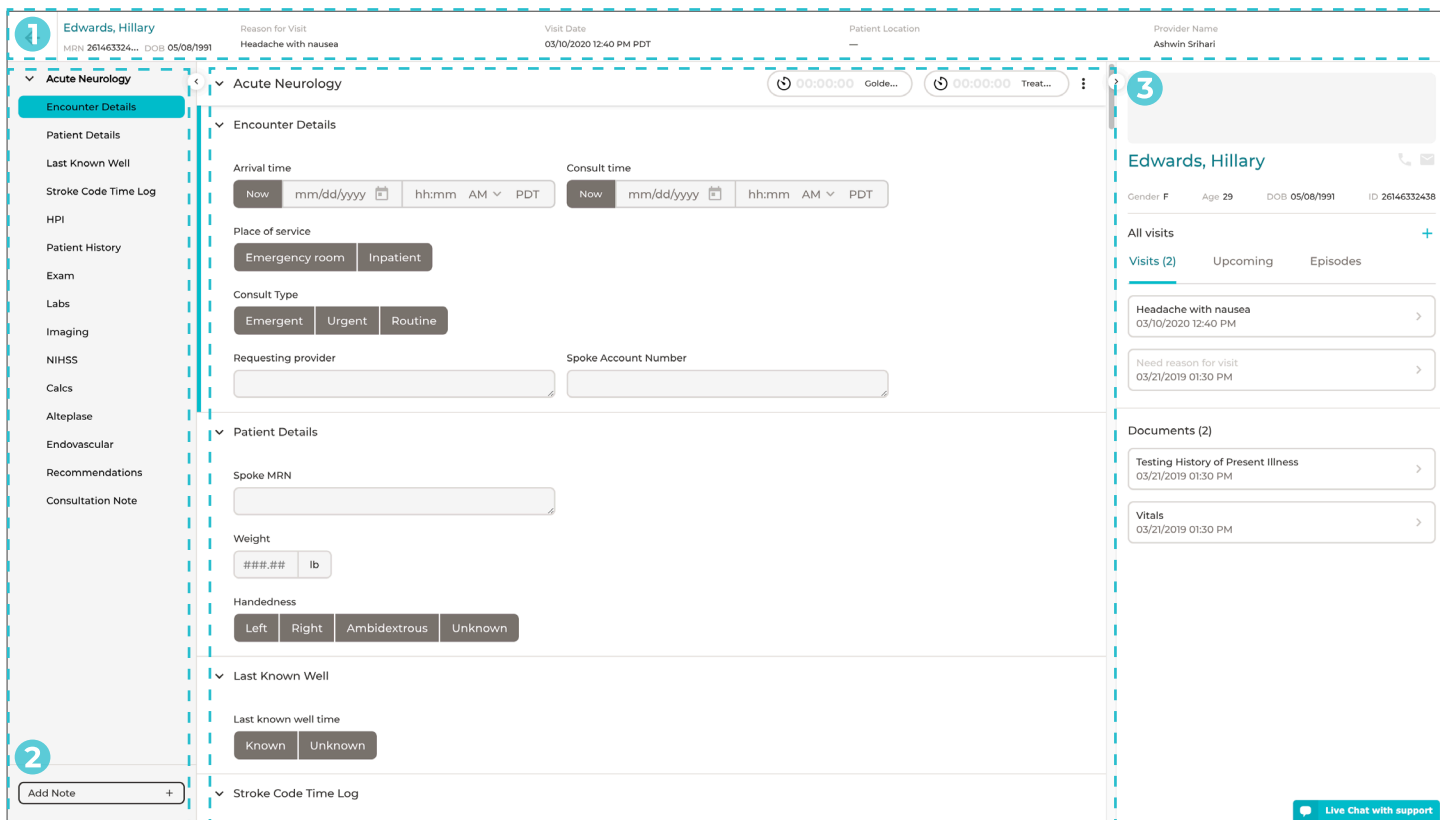 1
Edwards, Hillary
MRN 261463324... DOB 05/08/1991
Reason for Visit
Headache with nausea
Visit Date
03/10/2020 12:40 PM PDT
Patient Location
—
Provider Name
Ashwin Srihari
Acute Neurology
Encounter Details
Patient Details
Last Known Well
Stroke Code Time Log
HPI
Patient History
Exam
Labs
Imaging
NIHSS
Calcs
Alteplase
Endovascular
Recommendations
Consultation Note
2
Add Note +
Acute Neurology
00:00:00 Golde...
00:00:00 Treat...
Encounter Details
Arrival time
Now mm/dd/yyyy hh:mm AM PDT
Consult time
Now mm/dd/yyyy hh:mm AM PDT
Place of service
Emergency room Inpatient
Consult Type
Emergent Urgent Routine
Requesting provider
Spoke Account Number
Patient Details
Spoke MRN
Weight
###.## lb
Handedness
Left Right Ambidextrous Unknown
Last Known Well
Last known well time
Known Unknown
Stroke Code Time Log
3
Edwards, Hillary
Gender F Age 29 DOB 05/08/1991 ID 26146332438
All visits +
Visits (2) Upcoming Episodes
Headache with nausea
03/10/2020 12:40 PM
Need reason for visit
03/21/2019 01:30 PM
Documents (2)
Testing History of Present Illness
03/21/2019 01:30 PM
Vitals
03/21/2019 01:30 PM
Live Chat with support